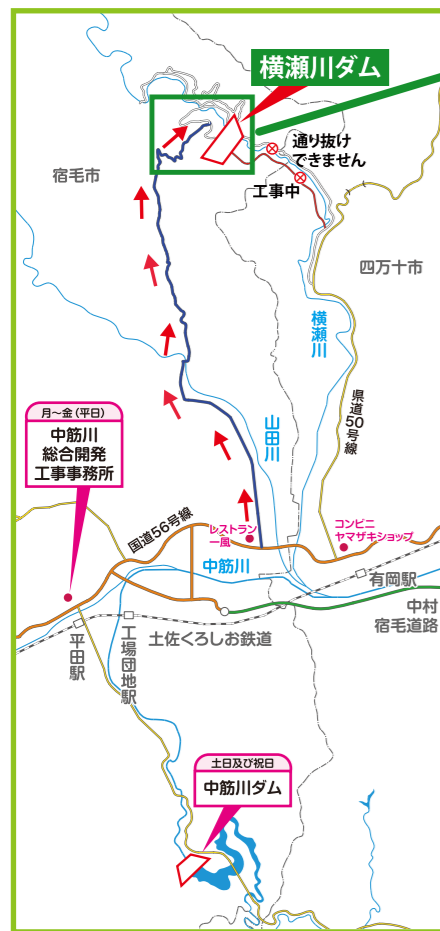 横瀬川ダム
通り抜け
できません
工事中
宿毛市
四万十市
横瀬川
県道50号線
山田川
月～金（平日）
中筋川
総合開発
工事事務所
国道56号線
レストラン
一風
コンビニ
ヤマザキショップ
中筋川
有岡駅
中村
宿毛道路
土佐くろしお鉄道
平田駅
工場団地駅
土日及び祝日
中筋川ダム